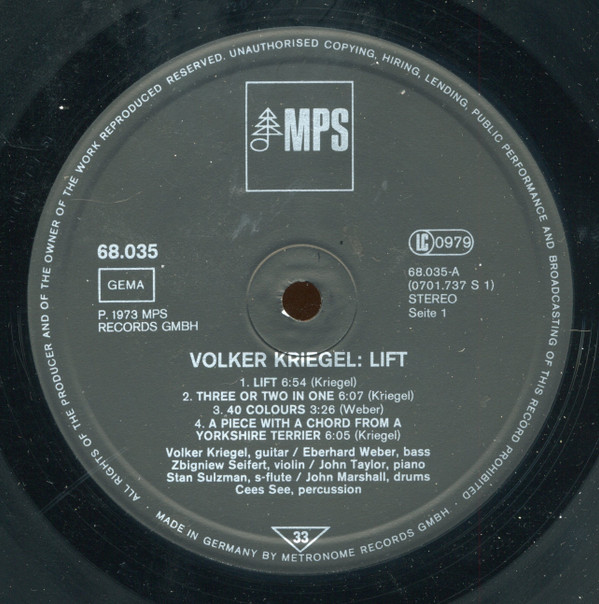 ALL RIGHTS OF THE PRODUCER AND OF THE OWNER OF THE WORK REPRODUCED RESERVED. UNAUTHORISED COPYING, HIRING, LENDING, PUBLIC PERFORMANCE AND BROADCASTING OF THIS RECORD PROHIBITED ·
MPS
68.035
GEMA
P. 1973 MPS
RECORDS GMBH
LC 0979
68.035-A
(0701.737 S 1)
STEREO
Seite 1
VOLKER KRIEGEL: LIFT
1. LIFT 6:54 (Kriegel)
2. THREE OR TWO IN ONE 6:07 (Kriegel)
3. 40 COLOURS 3:26 (Weber)
4. A PIECE WITH A CHORD FROM A
YORKSHIRE TERRIER 6:05 (Kriegel)
Volker Kriegel, guitar / Eberhard Weber, bass
Zbigniew Seifert, violin / John Taylor, piano
Stan Sulzman, s-flute / John Marshall, drums
Cees See, percussion
33
· MADE IN GERMANY BY METRONOME RECORDS GMBH ·